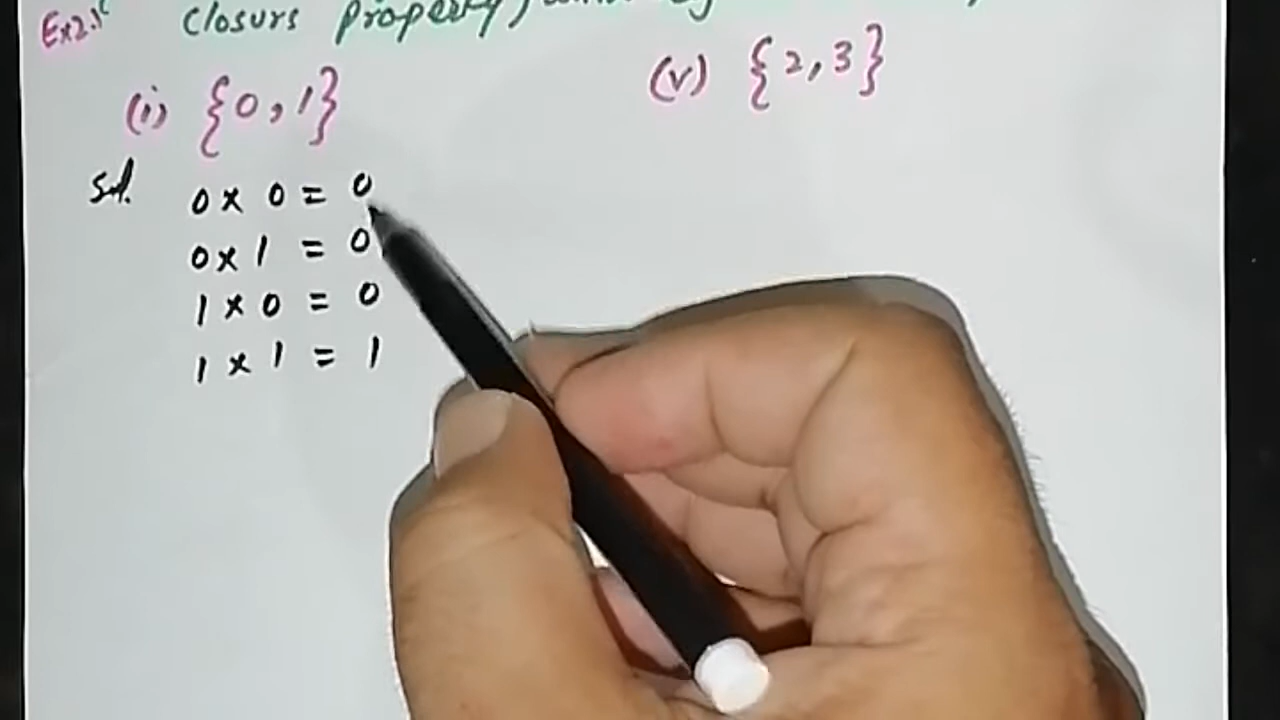 Ex2.1 Closurs Property,
(i) {0,1}
(v) {2,3}
Sol. 0 x 0 = 0
0 x 1 = 0
1 x 0 = 0
1 x 1 = 1